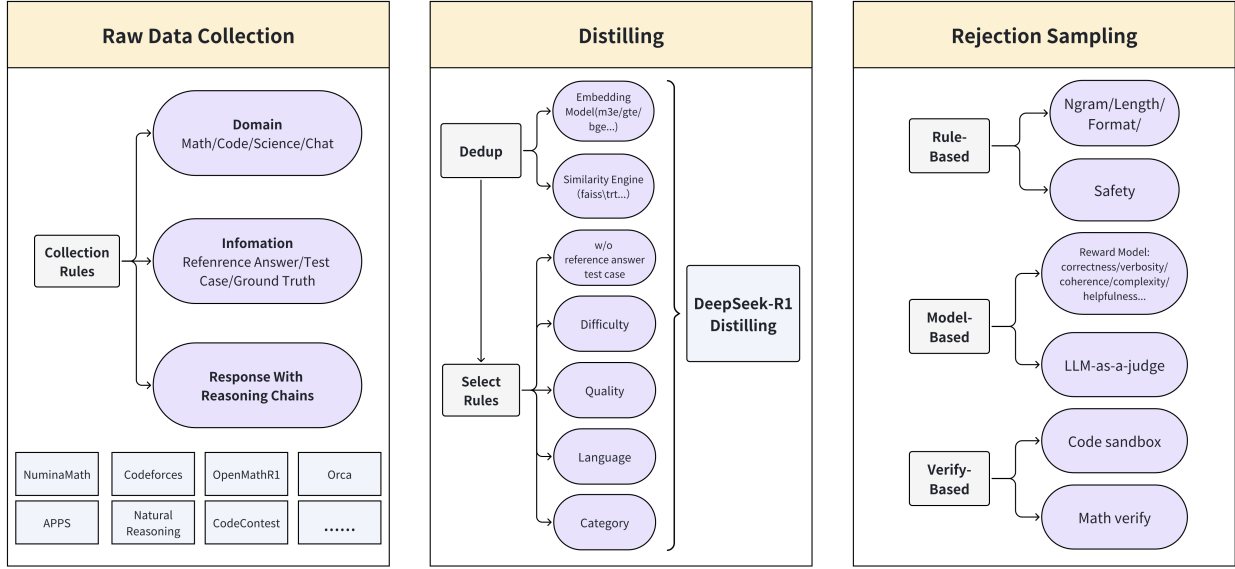 Raw Data Collection
Domain
Math/Code/Science/Chat
Collection
Rules
Infomation
Refenrence Answer/Test
Case/Ground Truth
Response With
Reasoning Chains
NuminaMath
Codeforces
OpenMathR1
Orca
APPS
Natural
Reasoning
CodeContest
......
Distilling
Dedup
Embedding
Model(m3e/gte/
bge...)
Similarity Engine
(faiss\trt...)
Select
Rules
w/o
reference answer
test case
Difficulty
Quality
Language
Category
DeepSeek-R1
Distilling
Rejection Sampling
Rule-
Based
Ngram/Length/
Format/
Safety
Model-
Based
Reward Model:
correctness/verbosity/
coherence/complexity/
helpfulness...
LLM-as-a-judge
Verify-
Based
Code sandbox
Math verify